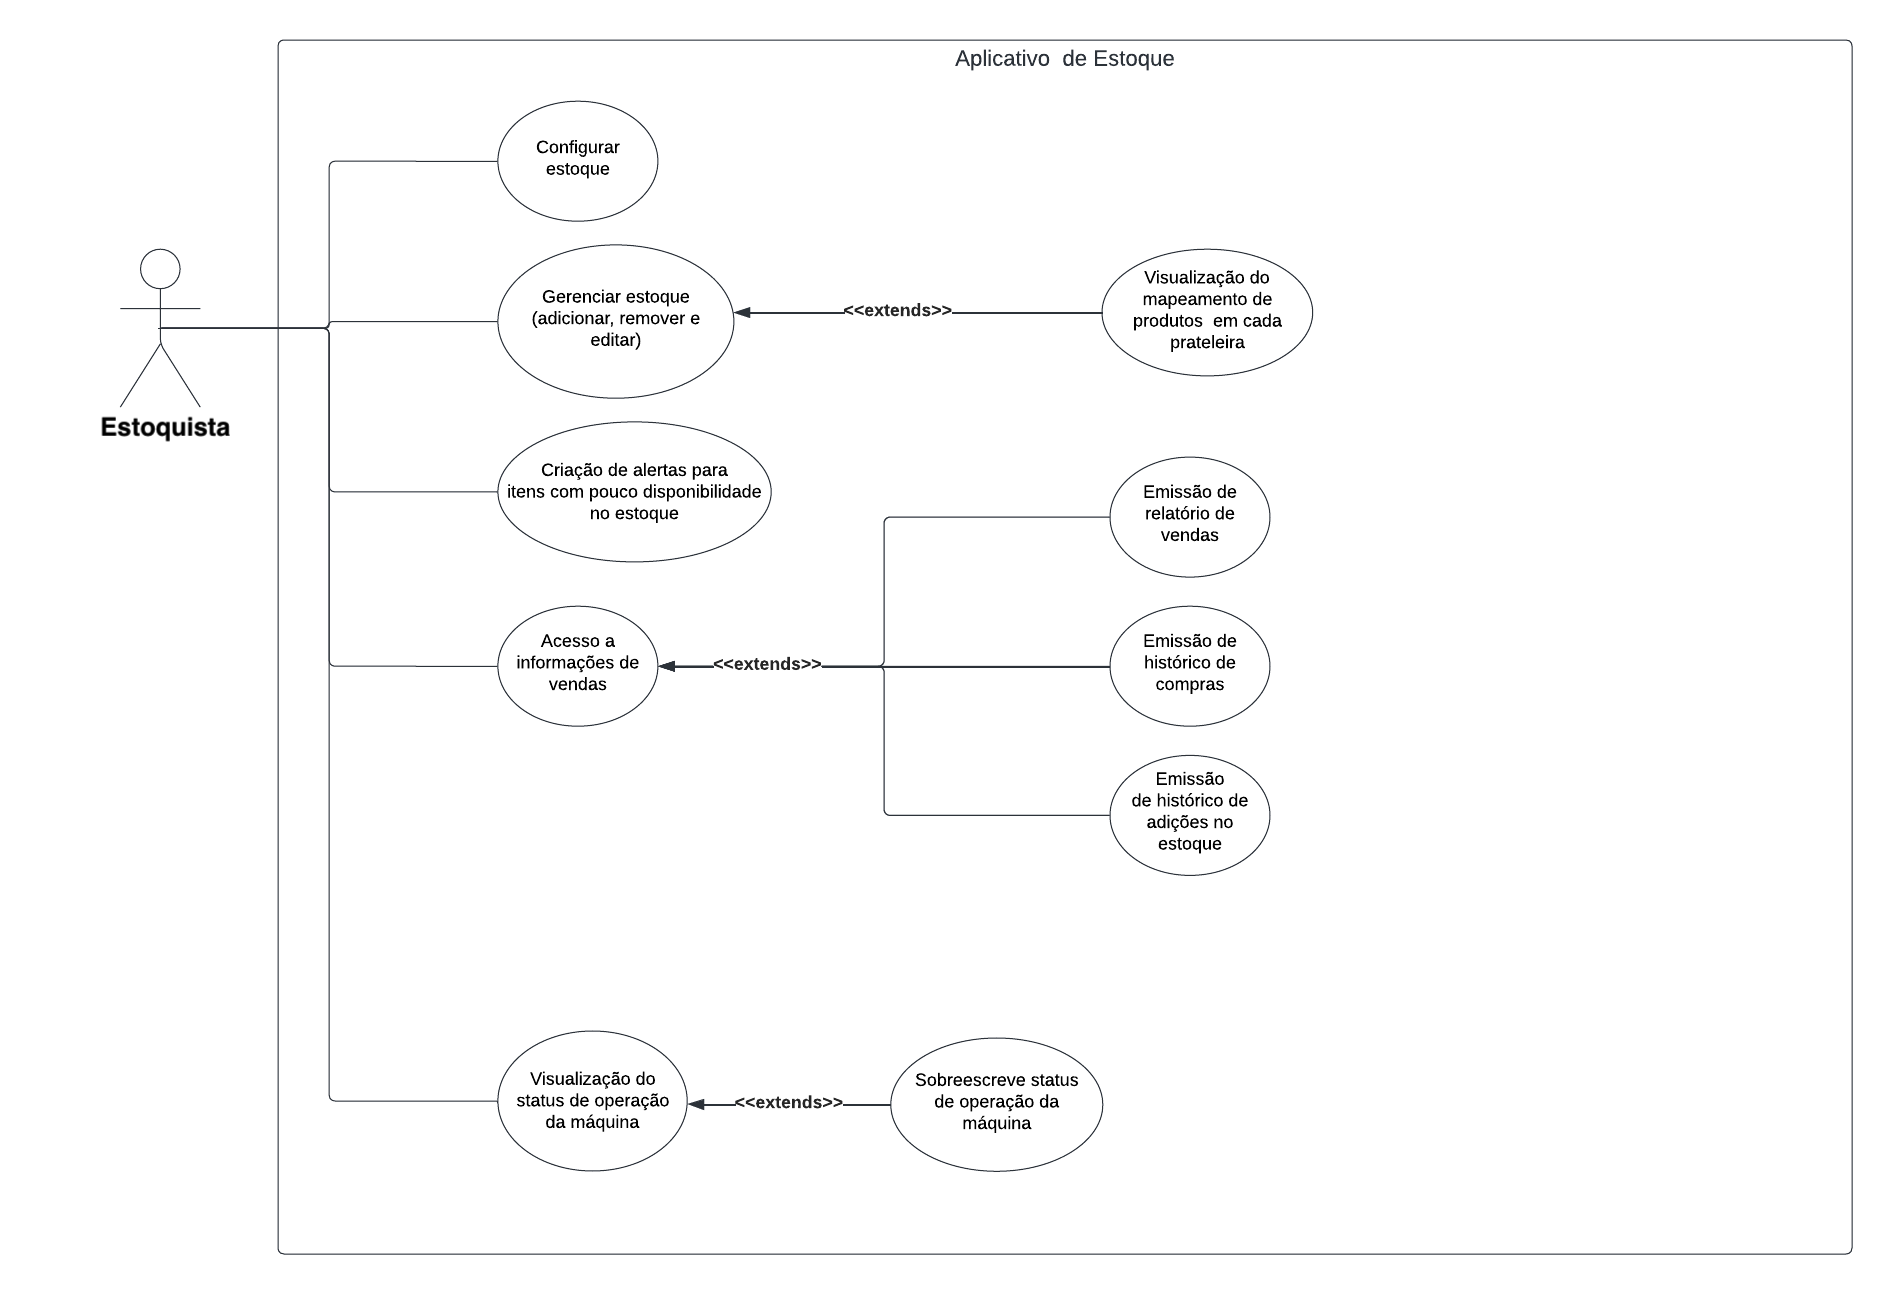 Aplicativo  de Estoque
Configurar
estoque
Gerenciar estoque
(adicionar, remover e
editar)
<<extends>>
Visualização do
mapeamento de
produtos  em cada
prateleira
Estoquista
Criação de alertas para
itens com pouco disponibilidade
no estoque
Emissão de
relatório de
vendas
Acesso a
informações de
vendas
<<extends>>
Emissão de
histórico de
compras
Emissão
de histórico de
adições no
estoque
Visualização do
status de operação
da máquina
<<extends>>
Sobreescreve status
de operação da
máquina